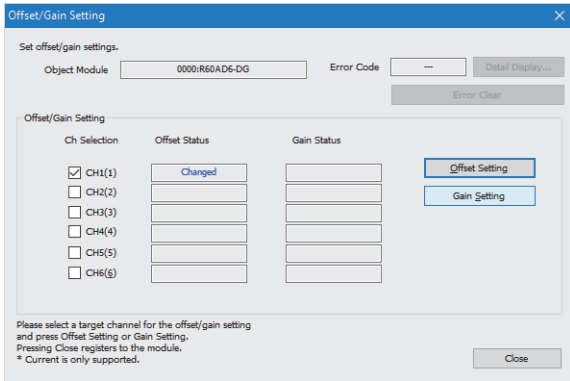 Offset/Gain Setting
Set offset/gain settings.
Object Module 0000:R60AD6-DG Error Code --- Detail Display...
Error Clear
Offset/Gain Setting
Ch Selection Offset Status Gain Status
CH1(1) Changed Offset Setting
CH2(2) Gain Setting
CH3(3)
CH4(4)
CH5(5)
CH6(6)
Please select a target channel for the offset/gain setting
and press Offset Setting or Gain Setting.
Pressing Close registers to the module.
* Current is only supported.
Close